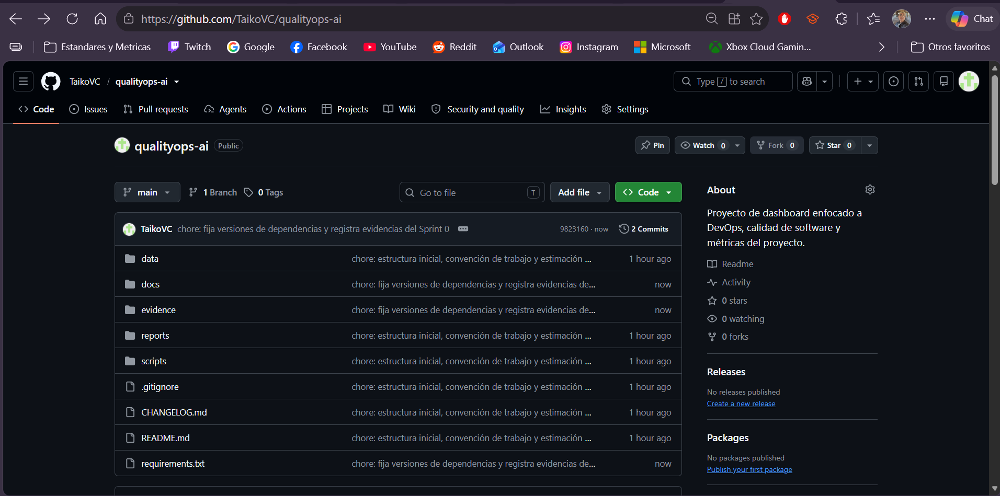 https://github.com/TaikoVC/qualityops-ai
Chat
Estandares y Metricas
Twitch
Google
Facebook
YouTube
Reddit
Outlook
Instagram
Microsoft
Xbox Cloud Gamin...
Otros favoritos
TaikoVC / qualityops-ai
Type / to search
Code
Issues
Pull requests
Agents
Actions
Projects
Wiki
Security and quality
Insights
Settings
qualityops-ai Public
Pin
Watch 0
Fork 0
Star 0
main
1 Branch
0 Tags
Go to file T
Add file
Code
TaikoVC chore: fija versiones de dependencias y registra evidencias del Sprint 0 9823160 · now 2 Commits
data chore: estructura inicial, convención de trabajo y estimación ... 1 hour ago
docs chore: fija versiones de dependencias y registra evidencias de... now
evidence chore: fija versiones de dependencias y registra evidencias de... now
reports chore: estructura inicial, convención de trabajo y estimación ... 1 hour ago
scripts chore: estructura inicial, convención de trabajo y estimación ... 1 hour ago
.gitignore chore: estructura inicial, convención de trabajo y estimación ... 1 hour ago
CHANGELOG.md chore: estructura inicial, convención de trabajo y estimación ... 1 hour ago
README.md chore: estructura inicial, convención de trabajo y estimación ... 1 hour ago
requirements.txt chore: fija versiones de dependencias y registra evidencias de... now
About
Proyecto de dashboard enfocado a
DevOps, calidad de software y
métricas del proyecto.
Readme
Activity
0 stars
0 watching
0 forks
Releases
No releases published
Create a new release
Packages
No packages published
Publish your first package